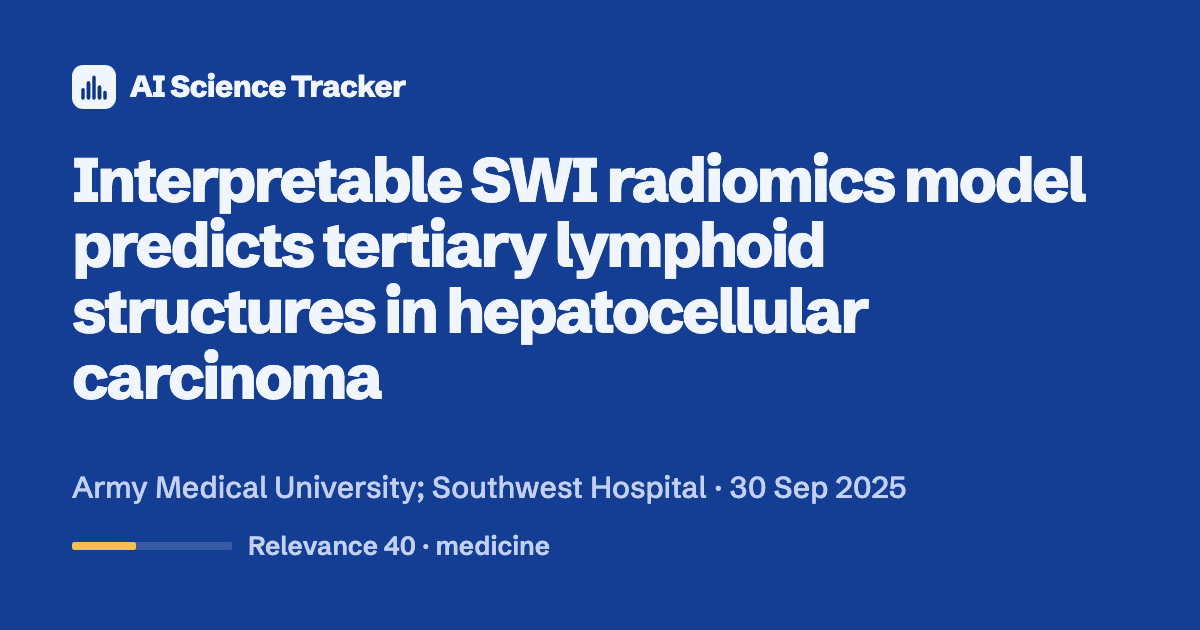 AI Science Tracker
Interpretable SWI radiomics model
predicts tertiary lymphoid
structures in hepatocellular
carcinoma
Army Medical University; Southwest Hospital · 30 Sep 2025
Relevance 40 · medicine